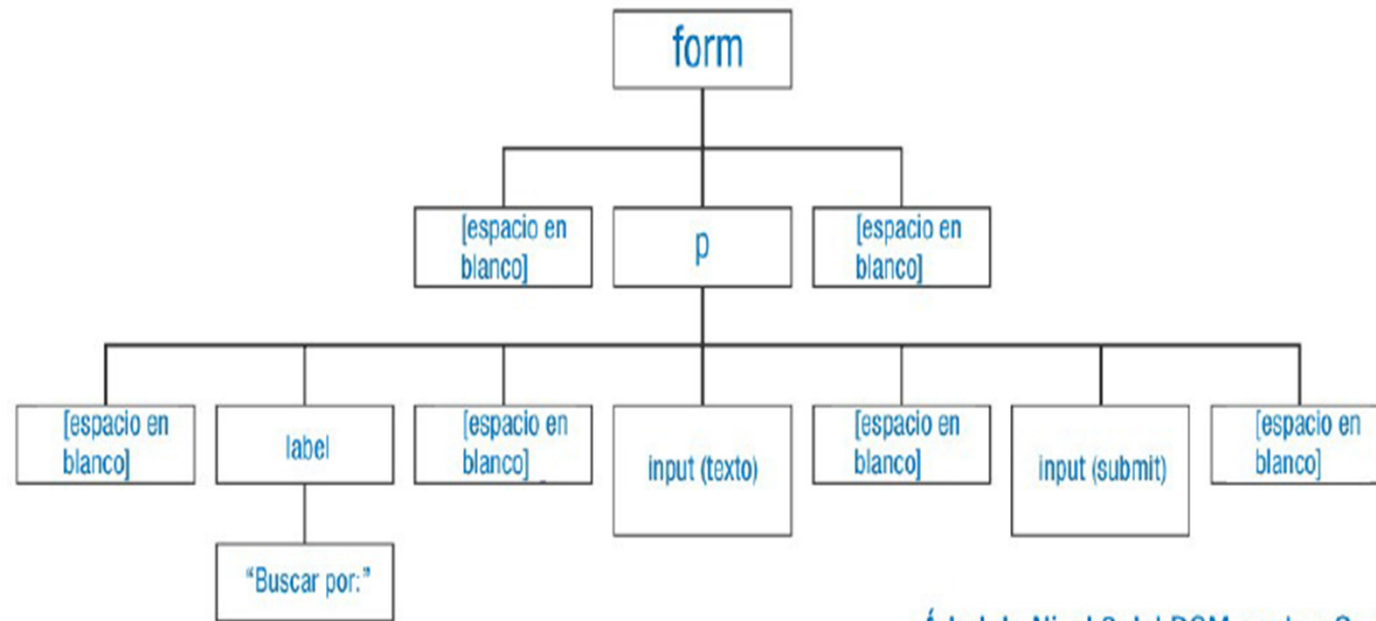 form
[espacio en
blanco]
p
[espacio en
blanco]
[espacio en
blanco]
label
[espacio en
blanco]
input (texto)
[espacio en
blanco]
input (submit)
[espacio en
blanco]
“Buscar por:”